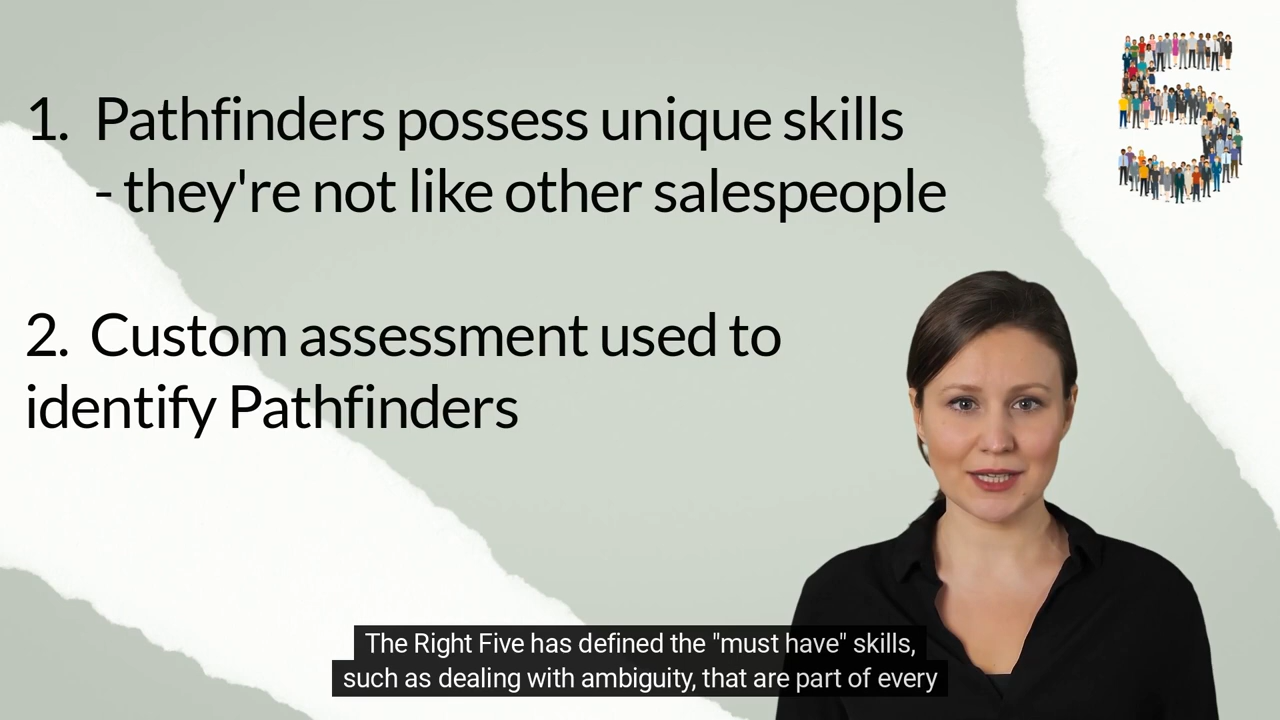 1. Pathfinders possess unique skills
- they're not like other salespeople
2. Custom assessment used to
identify Pathfinders
5
The Right Five has defined the "must have" skills,
such as dealing with ambiguity, that are part of every